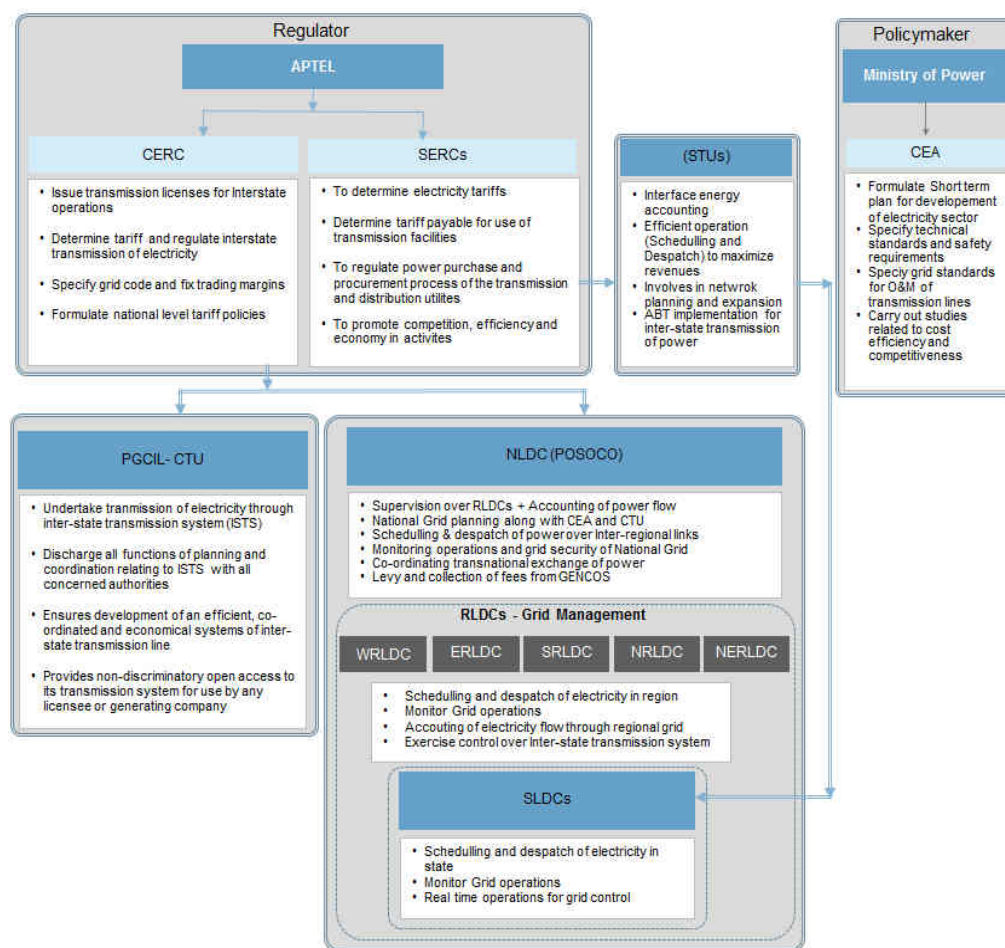 Regulator
APTEL
CERC
• Issue transmission licenses for Interstate
operations
• Determine tariff and regulate interstate
transmission of electricity
• Specify grid code and fix trading margins
• Formulate national level tariff policies
SERCs
• To determine electricity tariffs
• Determine tariff payable for use of
transmission facilities
• To regulate power purchase and
procurement process of the transmission
and distribution utilites
• To promote competition, efficiency and
economy in activites
(STUs)
• Interface energy
accounting
• Efficient operation
(Schedulling and
Despatch) to maximize
revenues
• Involves in netwrok
planning and expansion
• ABT implementation for
inter-state transmission
of power
Policymaker
Ministry of Power
CEA
• Formulate Short term
plan for developement
of electricity sector
• Specify technical
standards and safety
requirements
• Speciy grid standards
for O&M of
transmission lines
• Carry out studies
related to cost
efficiency and
competitiveness
PGCIL- CTU
• Undertake tranmission of electricity through
inter-state transmission system (ISTS)
• Discharge all functions of planning and
coordination relating to ISTS with all
concerned authorities
• Ensures development of an efficient, co-
ordinated and economical systems of inter-
state transmission line
• Provides non-discriminatory open access to
its transmission system for use by any
licensee or generating company
NLDC (POSOCO)
• Supervision over RLDCs + Accounting of power flow
• National Grid planning along with CEA and CTU
• Schedulling & despatch of power over Inter-regional links
• Monitoring operations and grid security of National Grid
• Co-ordinating transnational exchange of power
• Levy and collection of fees from GENCOS
RLDCs - Grid Management
WRLDC ERLDC SRLDC NRLDC NERLDC
• Schedulling and despatch of electricity in region
• Monitor Grid operations
• Accouting of electricity flow through regional grid
• Exercise control over Inter-state transmission system
SLDCs
• Schedulling and despatch of electricity in
state
• Monitor Grid operations
• Real time operations for grid control